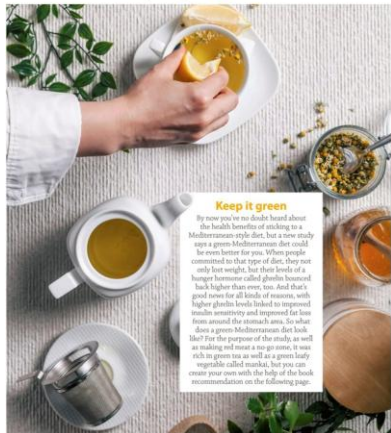 Keep it green
By now you've no doubt heard about
the health benefits of sticking to a
Mediterranean-style diet, but a new study
says a green-Mediterranean diet could
be even better for you. When people
committed to that type of diet, they not
only lost weight, but their levels of a
hunger hormone called ghrelin bounced
back higher than ever, too. And that's
good news for all kinds of reasons, with
higher ghrelin levels linked to improved
insulin sensitivity and improved fat loss
from around the stomach area. So what
does a green-Mediterranean diet look
like? For the purpose of the study, as well
as making red meat a no-go zone, it was
rich in green tea as well as a green leafy
vegetable called mankai, but you can
create your own with the help of the book
recommendation on the following page.